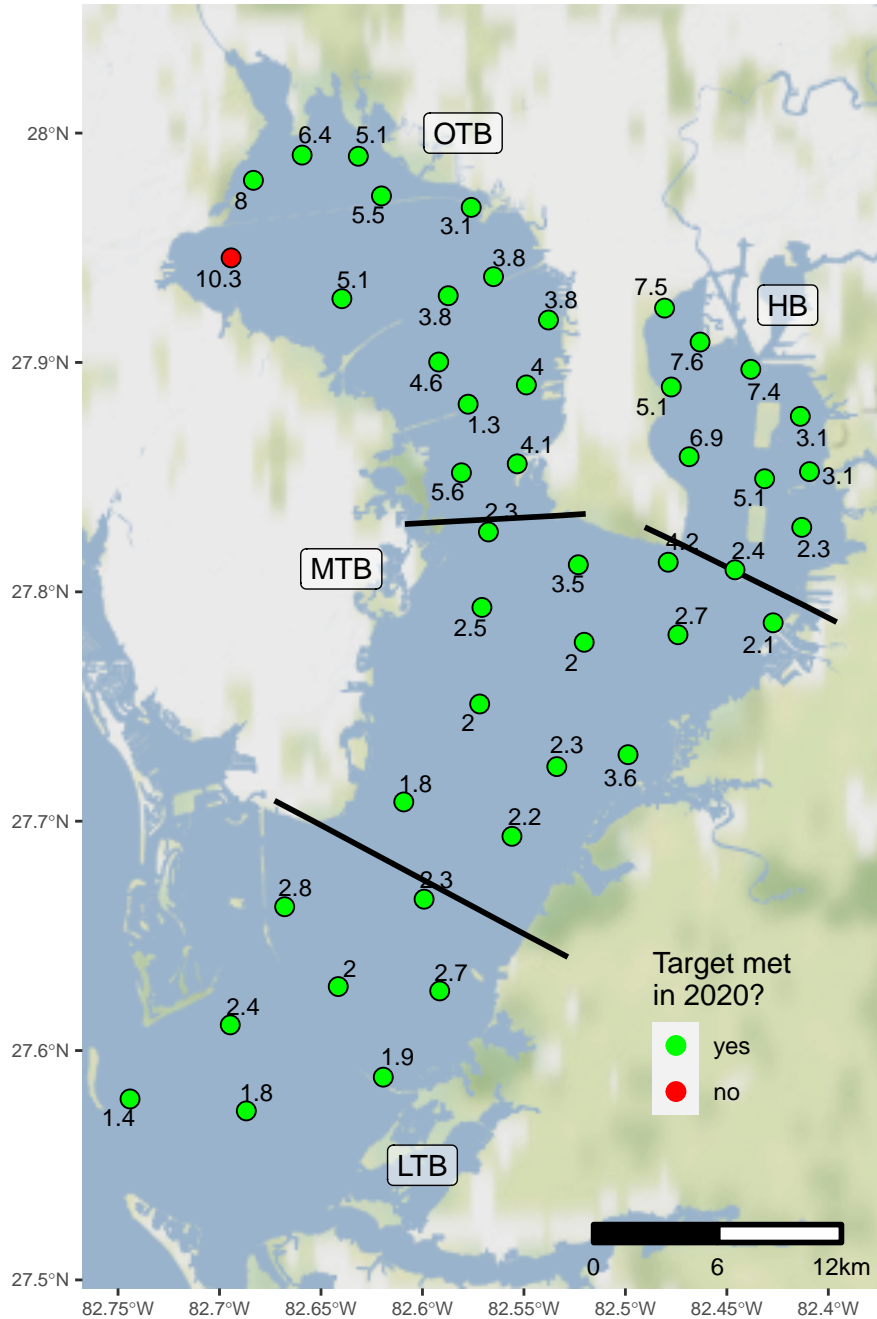 6.4
5.1
OTB
28°N
8
5.5
3.1
3.8
10.3
5.1
3.8
3.8
7.5
HB
27.9°N
4.6
4
7.6
7.4
5.1
1.3
3.1
6.9
4.1
5.6
5.1
3.1
2.3
2.3
4.2
2.4
MTB
3.5
27.8°N
2.5
2.7
2.1
2
2
2.3
3.6
1.8
2.2
27.7°N
2.3
2.8
Target met
in 2020?
2
2.7
2.4
yes
27.6°N
1.9
no
1.8
1.4
LTB
0 6 12km
27.5°N
82.75°W 82.7°W 82.65°W 82.6°W 82.55°W 82.5°W 82.45°W 82.4°W